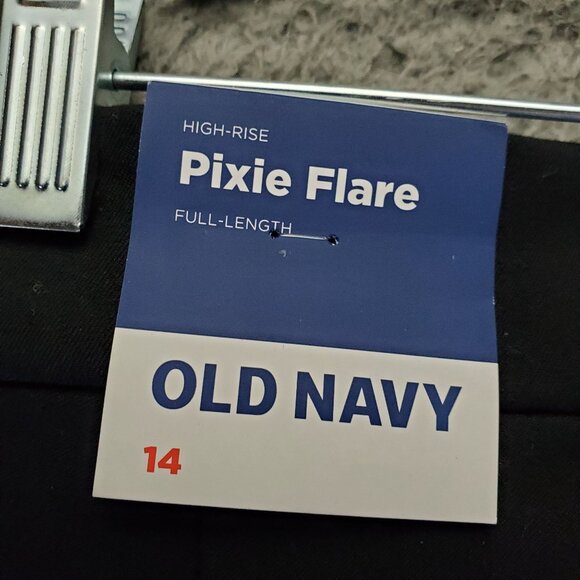 HIGH-RISE
Pixie Flare
FULL-LENGTH
OLD NAVY
14